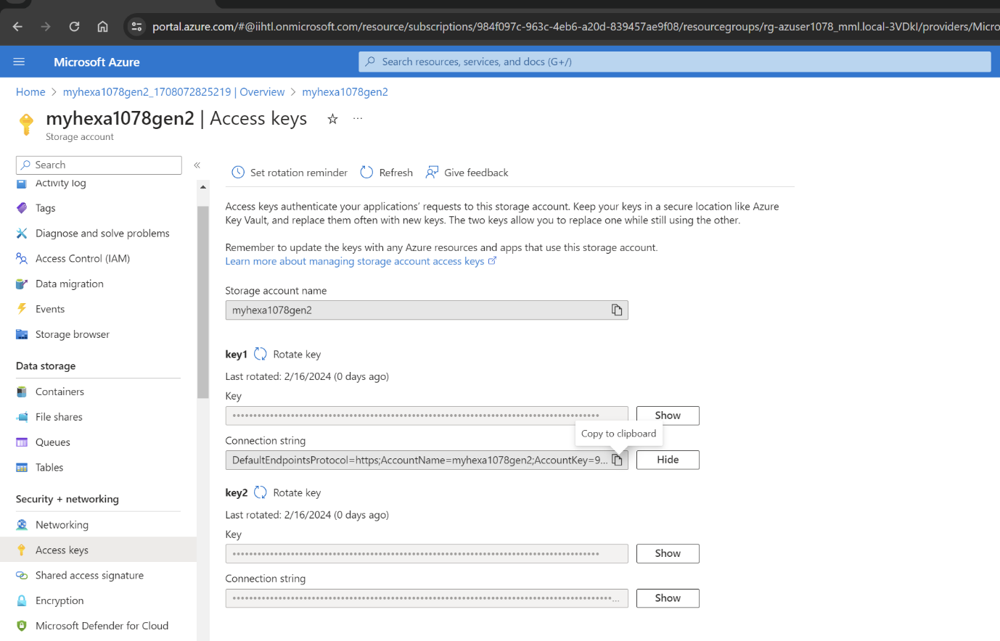 portal.azure.com/#@iihtl.onmicrosoft.com/resource/subscriptions/984f097c-963c-4eb6-a20d-839457ae9f08/resourcegroups/rg-azuser1078_mml.local-3VDkI/providers/Micro
Microsoft Azure
Search resources, services, and docs (G+/)
Home > myhexa1078gen2_1708072825219 | Overview > myhexa1078gen2
myhexa1078gen2 | Access keys ☆ ...
Storage account
Search «
Activity log
Tags
Diagnose and solve problems
Access Control (IAM)
Data migration
Events
Storage browser
Data storage
Containers
File shares
Queues
Tables
Security + networking
Networking
Access keys
Shared access signature
Encryption
Microsoft Defender for Cloud
Set rotation reminder Refresh Give feedback
Access keys authenticate your applications’ requests to this storage account. Keep your keys in a secure location like Azure
Key Vault, and replace them often with new keys. The two keys allow you to replace one while still using the other.
Remember to update the keys with any Azure resources and apps that use this storage account.
Learn more about managing storage account access keys
Storage account name
myhexa1078gen2
key1 Rotate key
Last rotated: 2/16/2024 (0 days ago)
Key
Show
Copy to clipboard
Connection string
DefaultEndpointsProtocol=https;AccountName=myhexa1078gen2;AccountKey=9... Hide
key2 Rotate key
Last rotated: 2/16/2024 (0 days ago)
Key
Show
Connection string
... Show